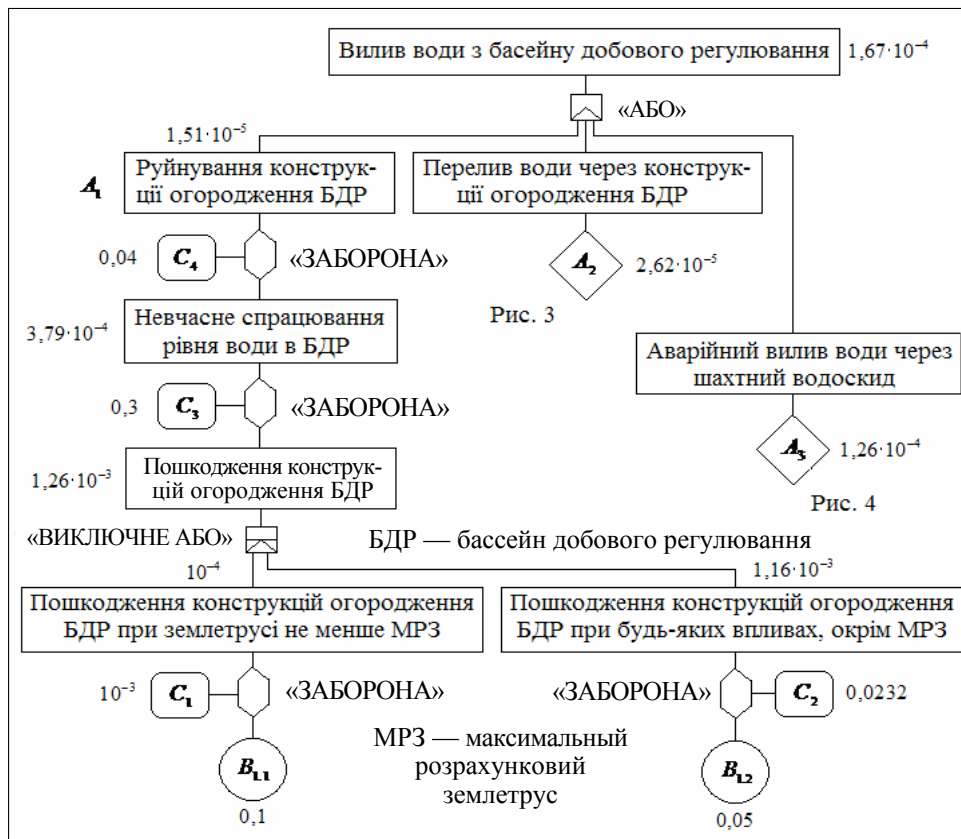 Вилив води з басейну добового регулювання
1,67·10⁻⁴
«АБО»
1,51·10⁻⁵
A₁
Руйнування конструк-
ції огородження БДР
Перелив води через конструк-
ції огородження БДР
0,04
C₄
«ЗАБОРОНА»
A₂
2,62·10⁻⁵
Рис. 3
3,79·10⁻⁴
Невчасне спрацювання
рівня води в БДР
Аварійний вилив води через
шахтний водоскид
0,3
C₃
«ЗАБОРОНА»
A₃
1,26·10⁻⁴
Рис. 4
1,26·10⁻³
Пошкодження конструк-
цій огородження БДР
«ВИКЛЮЧНЕ АБО»
БДР — бассейн добового регулювання
10⁻⁴
1,16·10⁻³
Пошкодження конструкцій огородження
БДР при землетрусі не менше МРЗ
Пошкодження конструкцій огородження
БДР при будь-яких впливах, окрім МРЗ
10⁻³
C₁
«ЗАБОРОНА»
«ЗАБОРОНА»
C₂
0,0232
МРЗ — максимальный
розрахунковий
землетрус
B₁.₁
0,1
B₁.₂
0,05